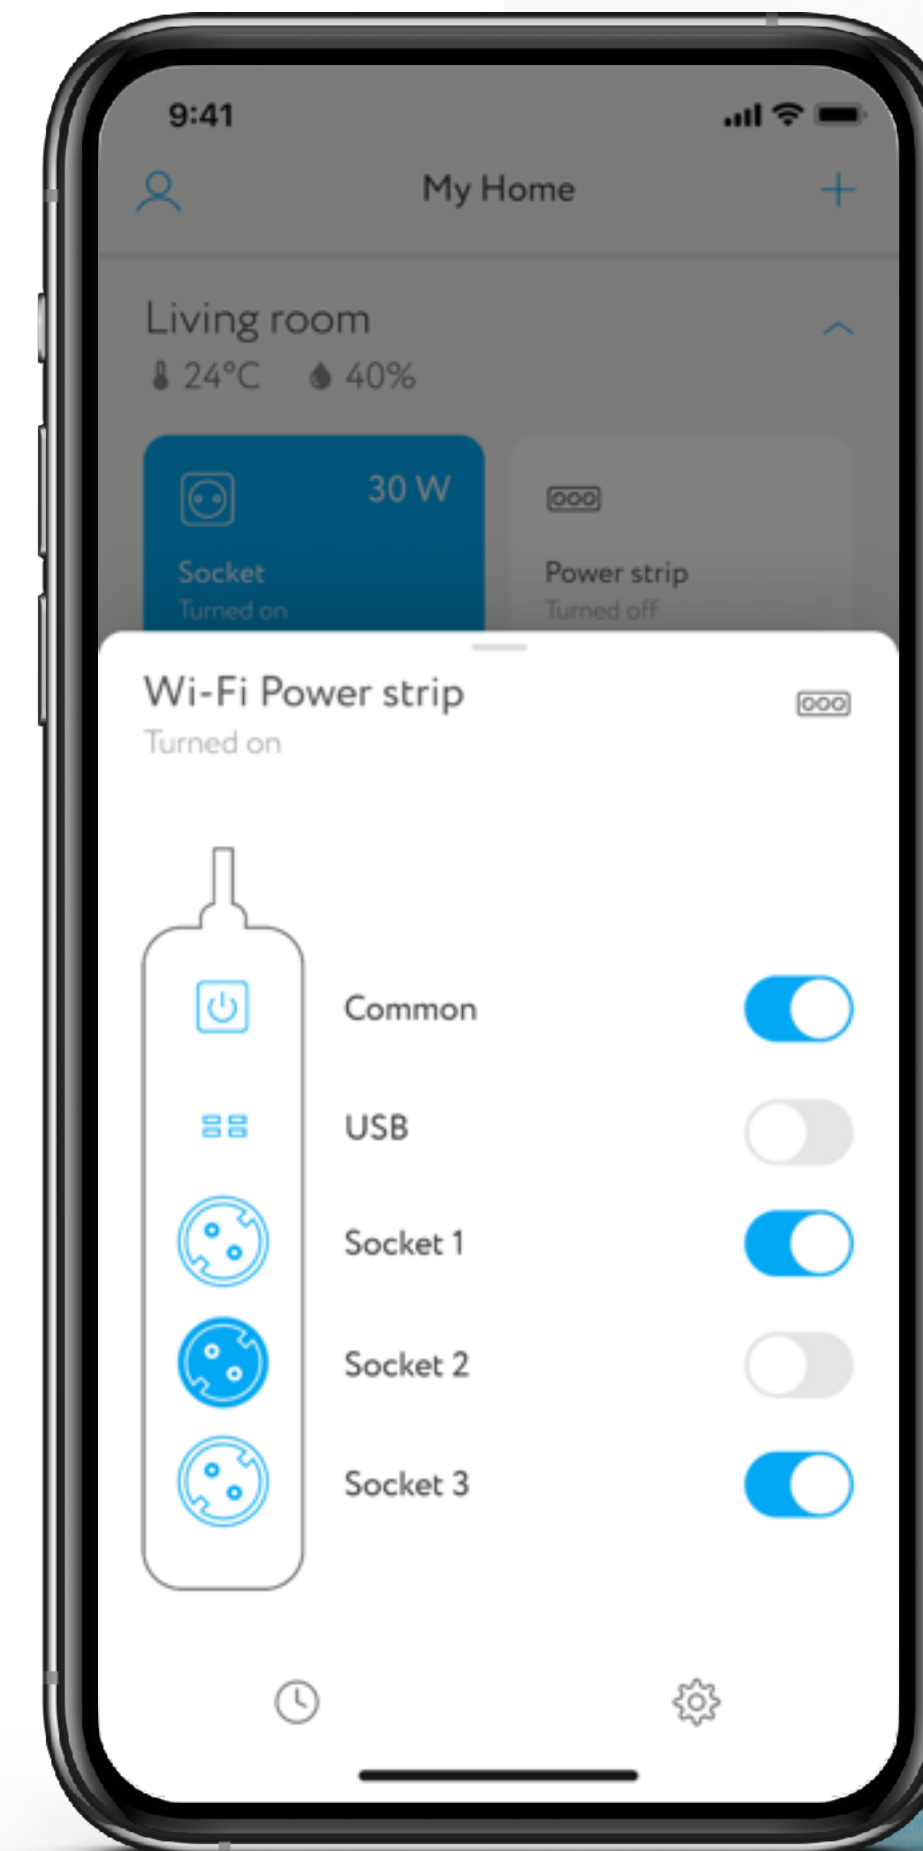 9:41
My Home
Living room
24°C 40%
30 W
Socket
Turned on
Power strip
Turned off
Wi-Fi Power strip
Turned on
Common
USB
Socket 1
Socket 2
Socket 3